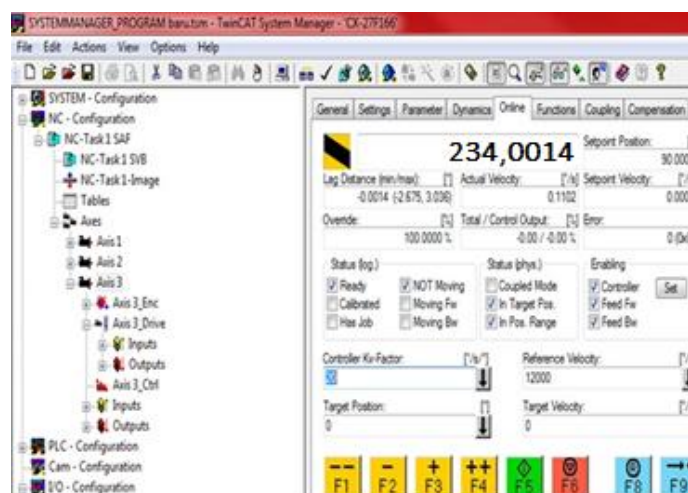 SYSTEMMANAGER_PROGRAM baru.tsm - TwinCAT System Manager - 'CX-27F166'
File Edit Actions View Options Help
SYSTEM - Configuration
NC - Configuration
NC-Task 1 SAF
NC-Task 1 SVB
NC-Task 1-Image
Tables
Axes
Axis 1
Axis 2
Axis 3
Axis 3_Enc
Axis 3_Drive
Inputs
Outputs
Axis 3_Ctrl
Inputs
Outputs
PLC - Configuration
Cam - Configuration
I/O - Configuration
General Settings Parameter Dynamics Online Functions Coupling Compensation
234,0014
Setpoint Position:
90.000
Lag Distance (min/max): [°] Actual Velocity: [°/s] Setpoint Velocity: [°/
-0.0014 (-2.675, 3.036) 0.1102 0.000
Override: [%] Total / Control Output: [%] Error:
100.0000 % -0.00 / -0.00 % 0 (0x
Status (log.) Status (phys.) Enabling
Ready NOT Moving Coupled Mode Controller Set
Calibrated Moving Fw In Target Pos. Feed Fw
Has Job Moving Bw In Pos. Range Feed Bw
Controller Kv-Factor: [°/s/°] Reference Velocity: [°/
20 12000
Target Position: [°] Target Velocity: [°/
0 0
-- - + ++
F1 F2 F3 F4 F5 F6 F8 F9